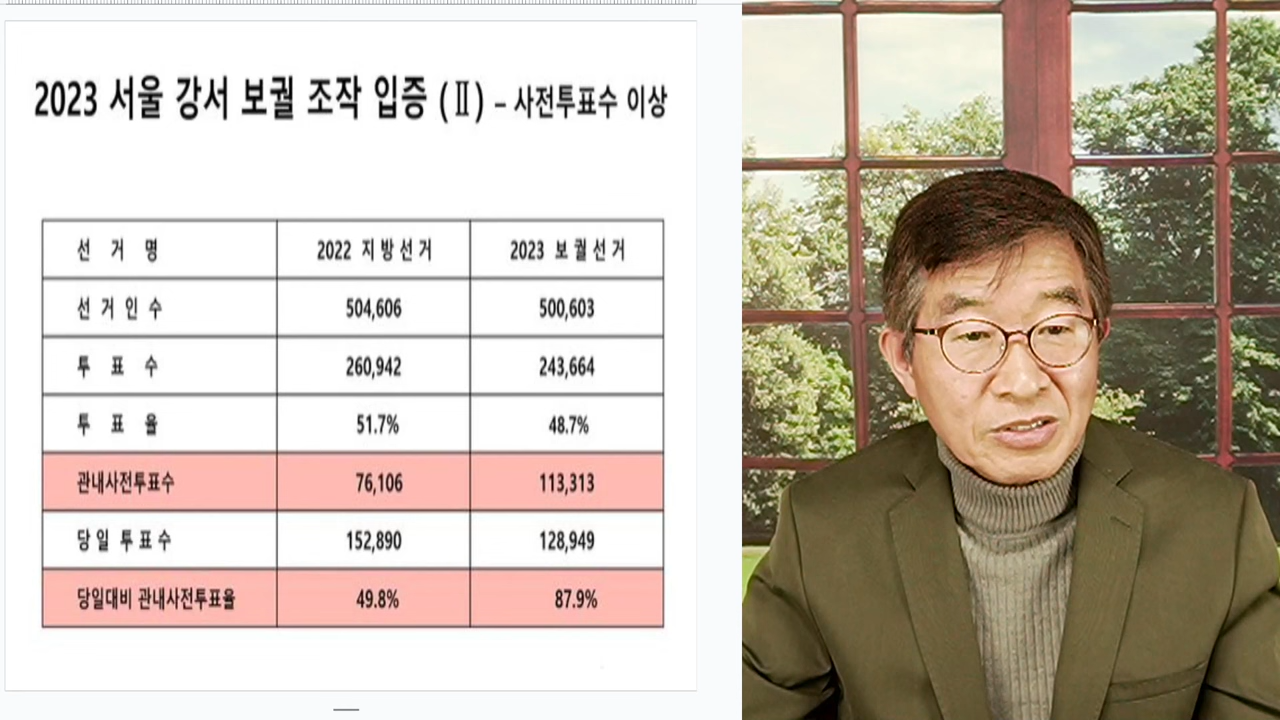 2023 서울 강서 보궐 조작 입증 (Ⅱ) – 사전투표수 이상
선 거 명 2022 지방선거 2023 보궐선거
선 거 인 수 504,606 500,603
투 표 수 260,942 243,664
투 표 율 51.7% 48.7%
관내사전투표수 76,106 113,313
당일 투표수 152,890 128,949
당일대비 관내사전투표율 49.8% 87.9%